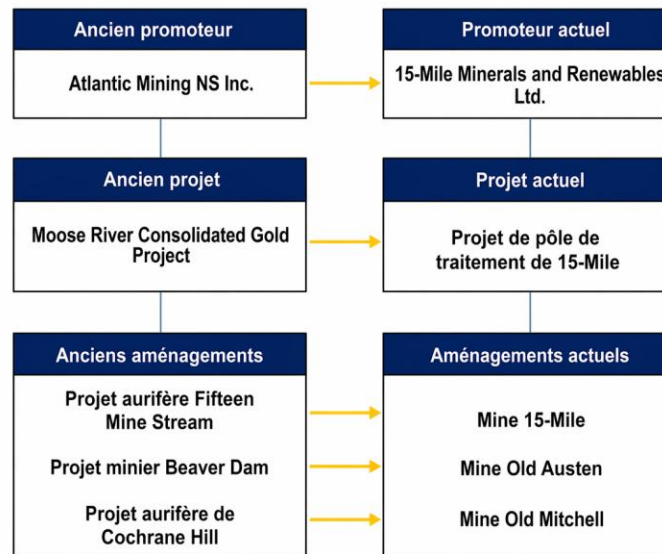 Ancien promoteur
Atlantic Mining NS Inc.
Promoteur actuel
15-Mile Minerals and Renewables
Ltd.
Ancien projet
Moose River Consolidated Gold
Project
Projet actuel
Projet de pôle de
traitement de 15-Mile
Anciens aménagements
Projet aurifère Fifteen
Mine Stream
Projet minier Beaver Dam
Projet aurifère de
Cochrane Hill
Aménagements actuels
Mine 15-Mile
Mine Old Austen
Mine Old Mitchell